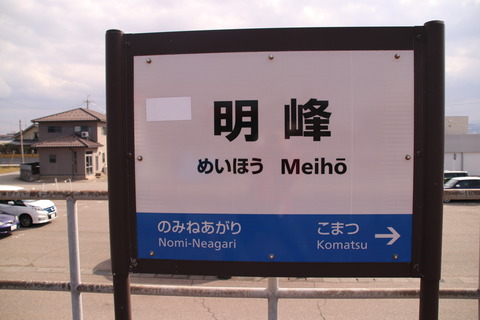 明峰
めいほう Meihō
のみねあがり こまつ →
Nomi-Neagari Komatsu